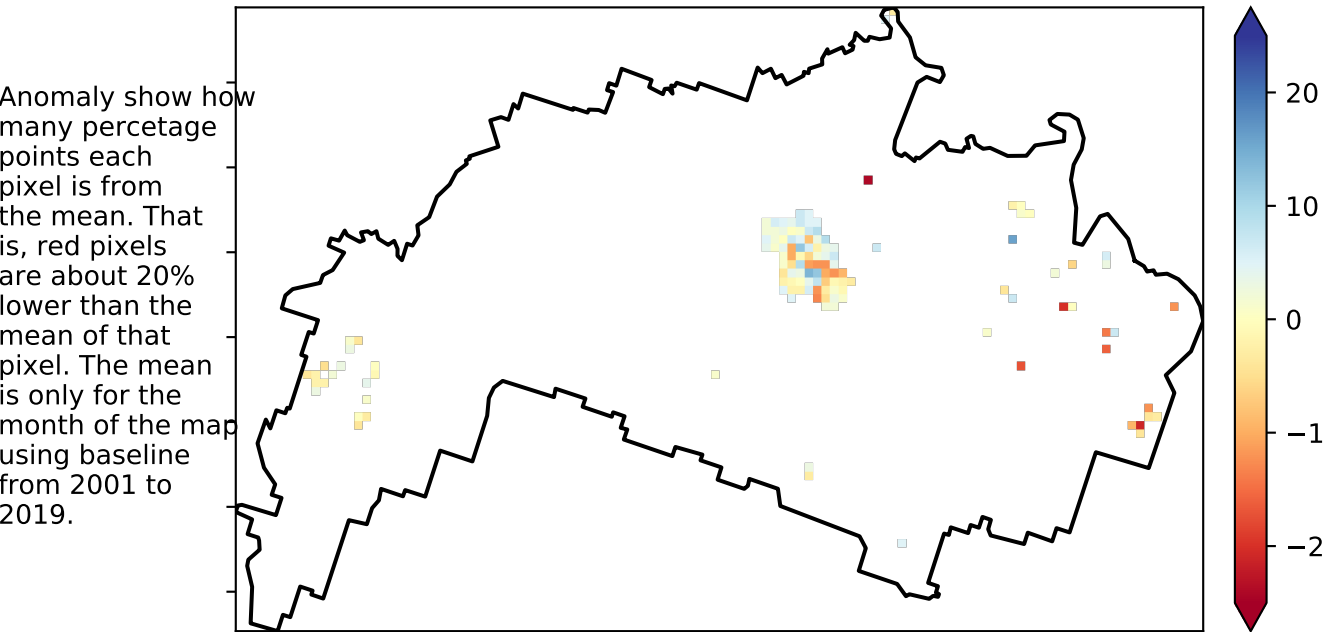 Anomaly show how
many percetage
points each
pixel is from
the mean. That
is, red pixels
are about 20%
lower than the
mean of that
pixel. The mean
is only for the
month of the map
using baseline
from 2001 to
2019.
20
10
0
−1
−2